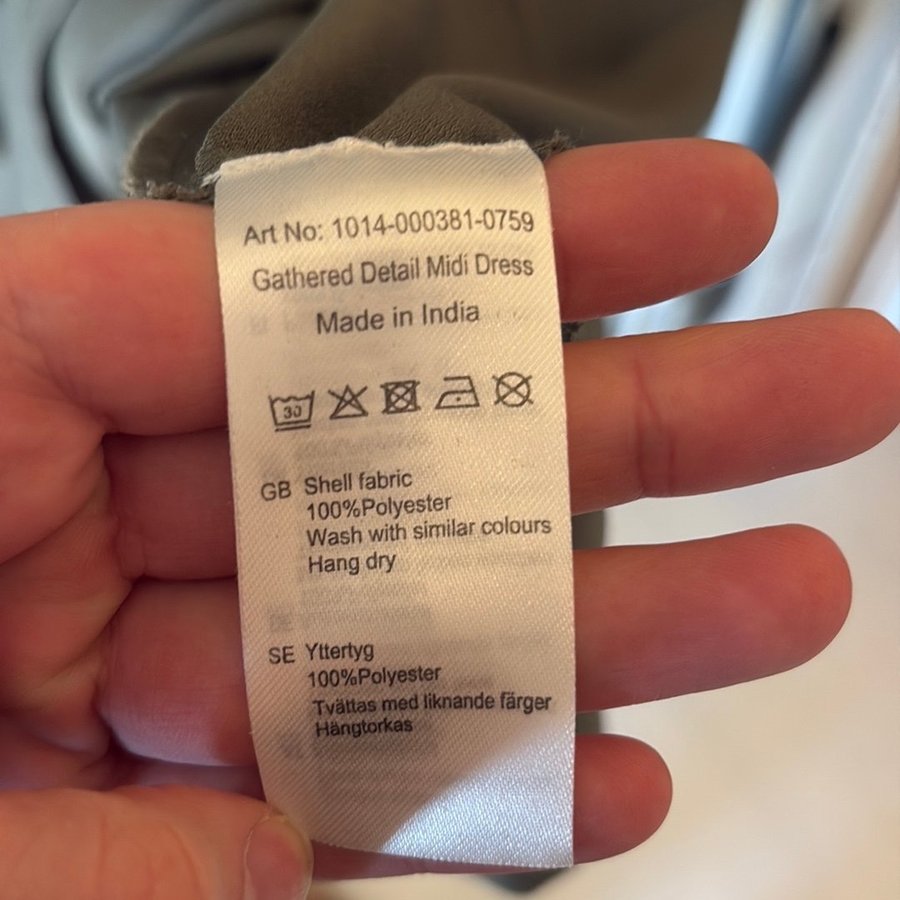 Art No: 1014-000381-0759
Gathered Detail Midi Dress
Made in India
30
GB Shell fabric
100%Polyester
Wash with similar colours
Hang dry
SE Yttertyg
100%Polyester
Tvättas med liknande färger
Hängtorkas